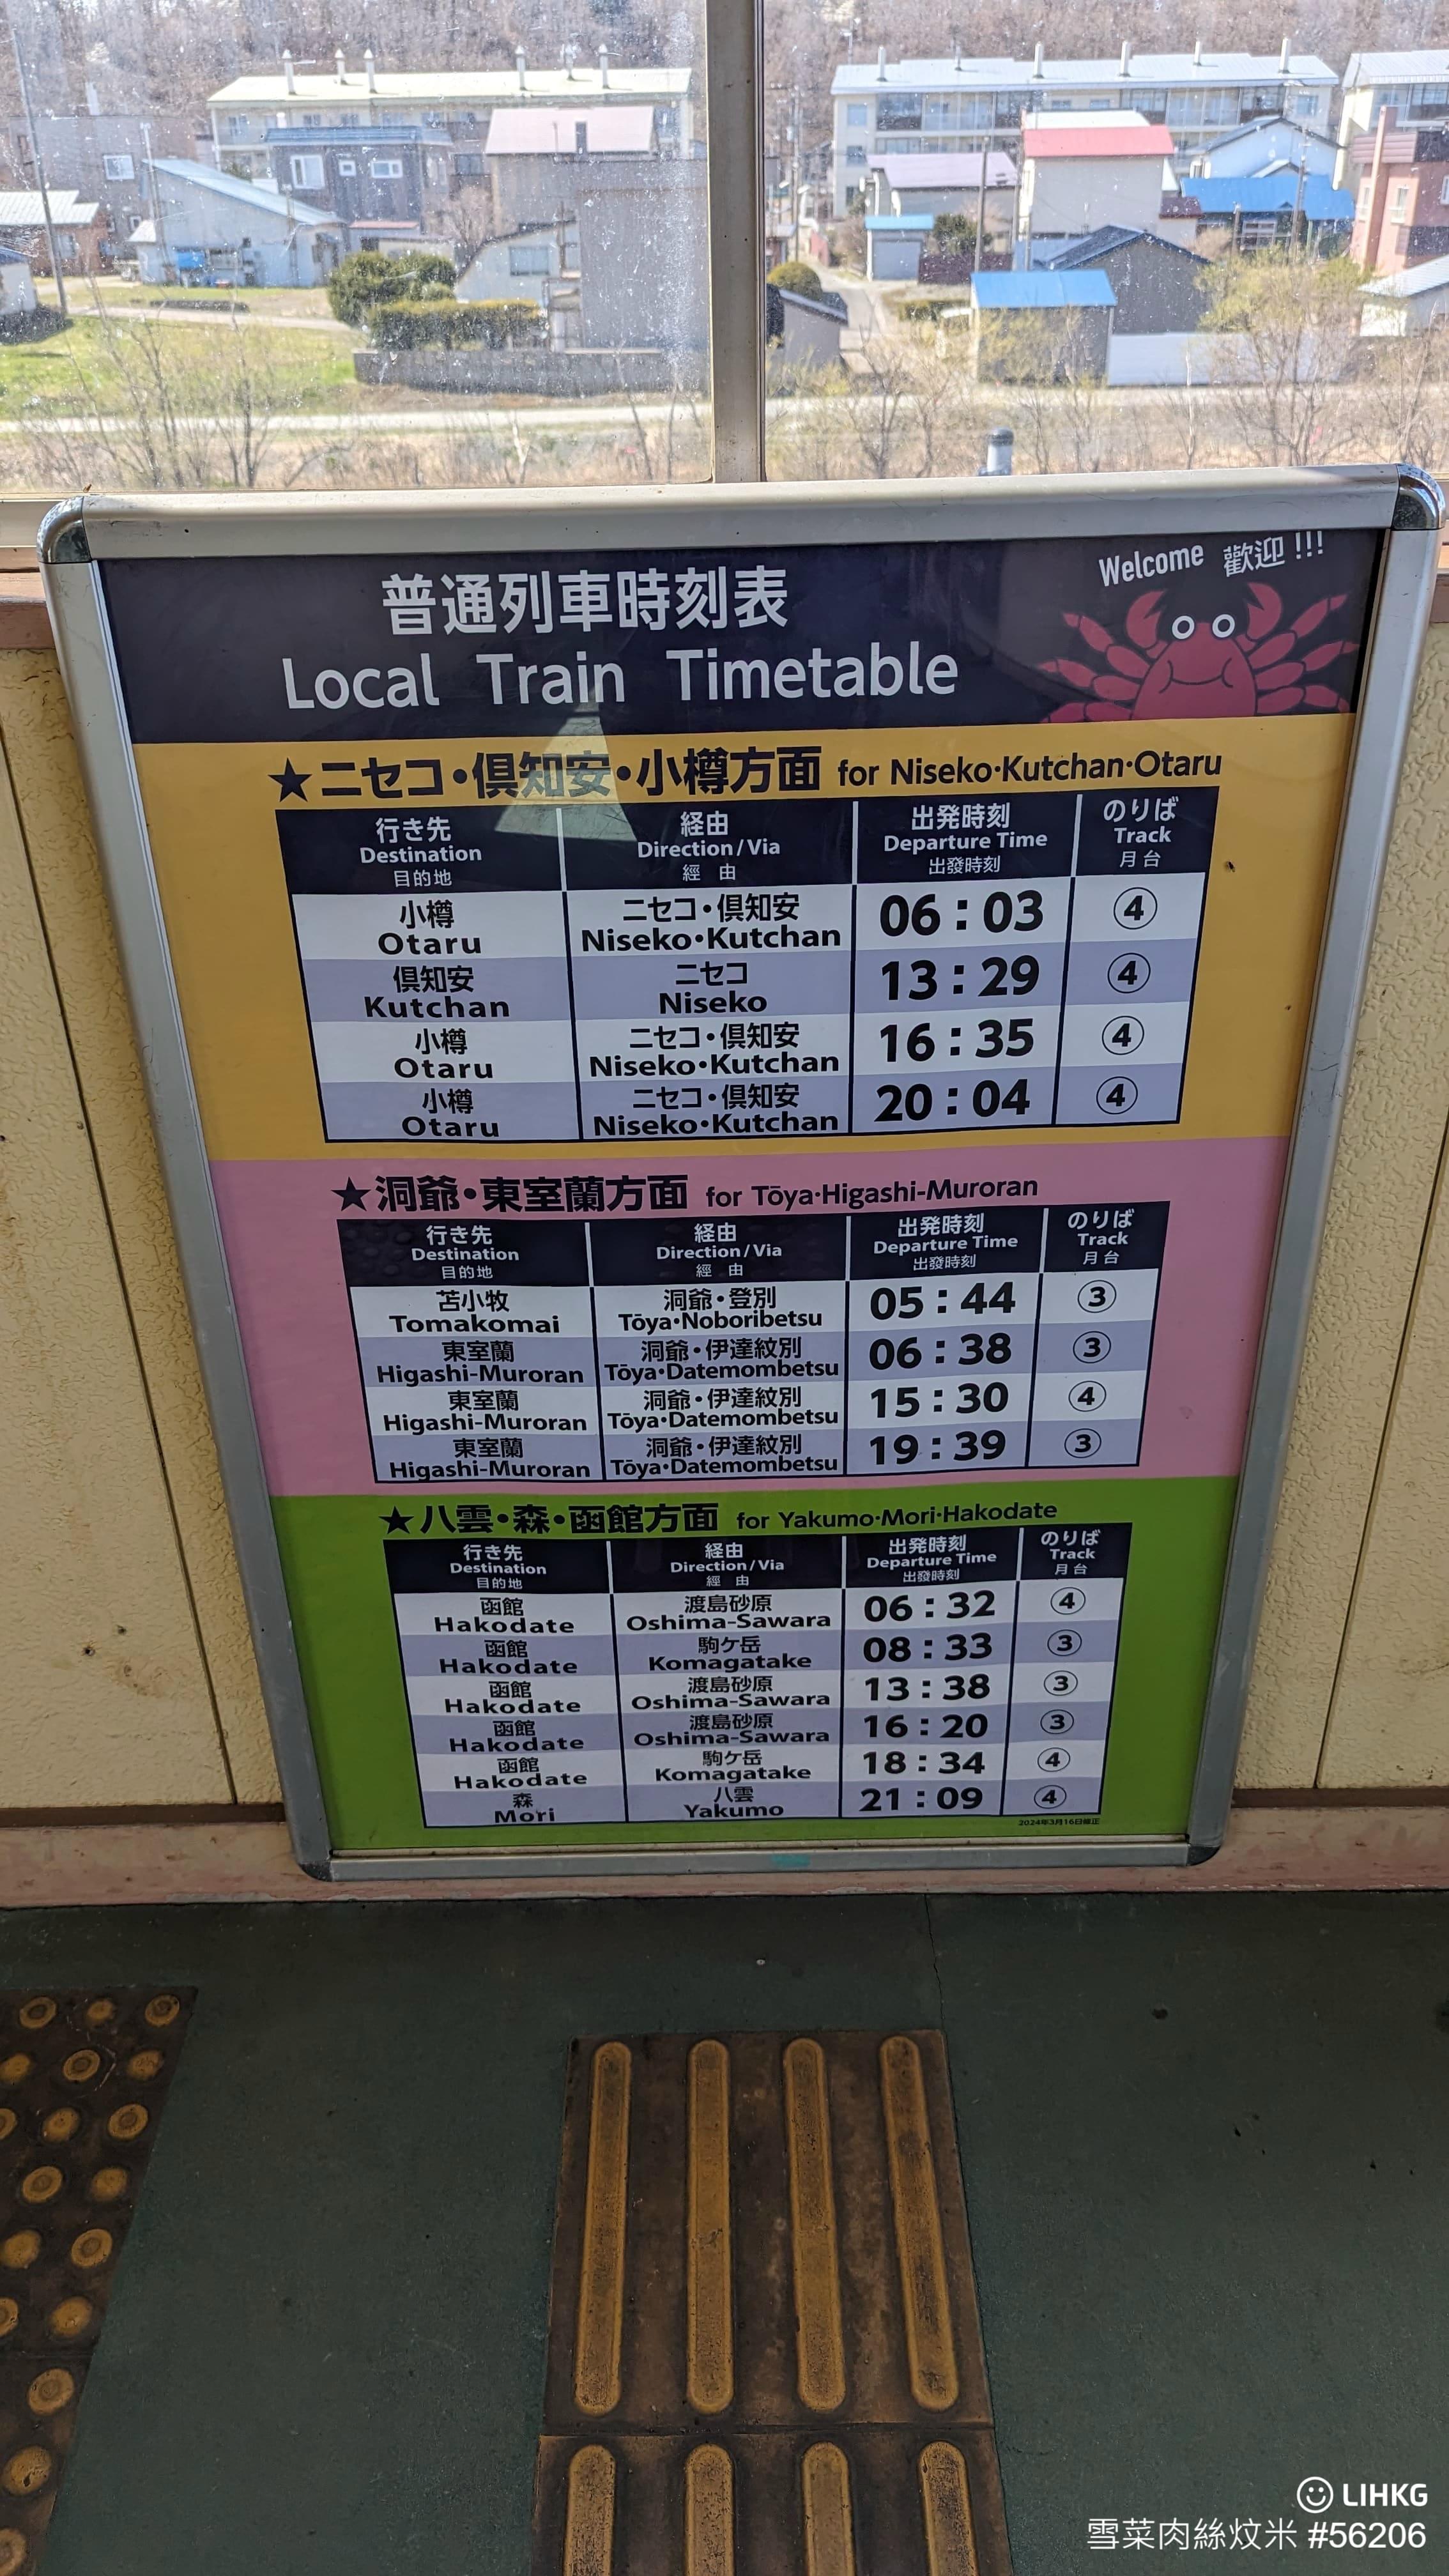 Welcome 歡迎 !!!
普通列車時刻表
Local Train Timetable
★ニセコ・倶知安・小樽方面 for Niseko·Kutchan·Otaru
行き先 経由 出発時刻 のりば
Destination Direction/Via Departure Time Track
目的地 經由 出發時刻 月台
小樽 ニセコ・倶知安 06:03 ④
Otaru Niseko・Kutchan
倶知安 ニセコ 13:29 ④
Kutchan Niseko
小樽 ニセコ・倶知安 16:35 ④
Otaru Niseko・Kutchan
小樽 ニセコ・倶知安 20:04 ④
Otaru Niseko・Kutchan
★洞爺・東室蘭方面 for Tōya·Higashi-Muroran
行き先 経由 出発時刻 のりば
Destination Direction/Via Departure Time Track
目的地 經由 出發時刻 月台
苫小牧 洞爺・登別 05:44 ③
Tomakomai Tōya・Noboribetsu
東室蘭 洞爺・伊達紋別 06:38 ③
Higashi-Muroran Tōya・Datemombetsu
東室蘭 洞爺・伊達紋別 15:30 ④
Higashi-Muroran Tōya・Datemombetsu
東室蘭 洞爺・伊達紋別 19:39 ③
Higashi-Muroran Tōya・Datemombetsu
★八雲・森・函館方面 for Yakumo·Mori·Hakodate
行き先 経由 出発時刻 のりば
Destination Direction/Via Departure Time Track
目的地 經由 出發時刻 月台
函館 渡島砂原 06:32 ④
Hakodate Oshima-Sawara
函館 駒ケ岳 08:33 ③
Hakodate Komagatake
函館 渡島砂原 13:38 ③
Hakodate Oshima-Sawara
函館 渡島砂原 16:20 ③
Hakodate Oshima-Sawara
函館 駒ケ岳 18:34 ④
Hakodate Komagatake
森 八雲 21:09 ④
Mori Yakumo
2024年3月16日修正
LIHKG
雪菜肉絲炆米 #56206